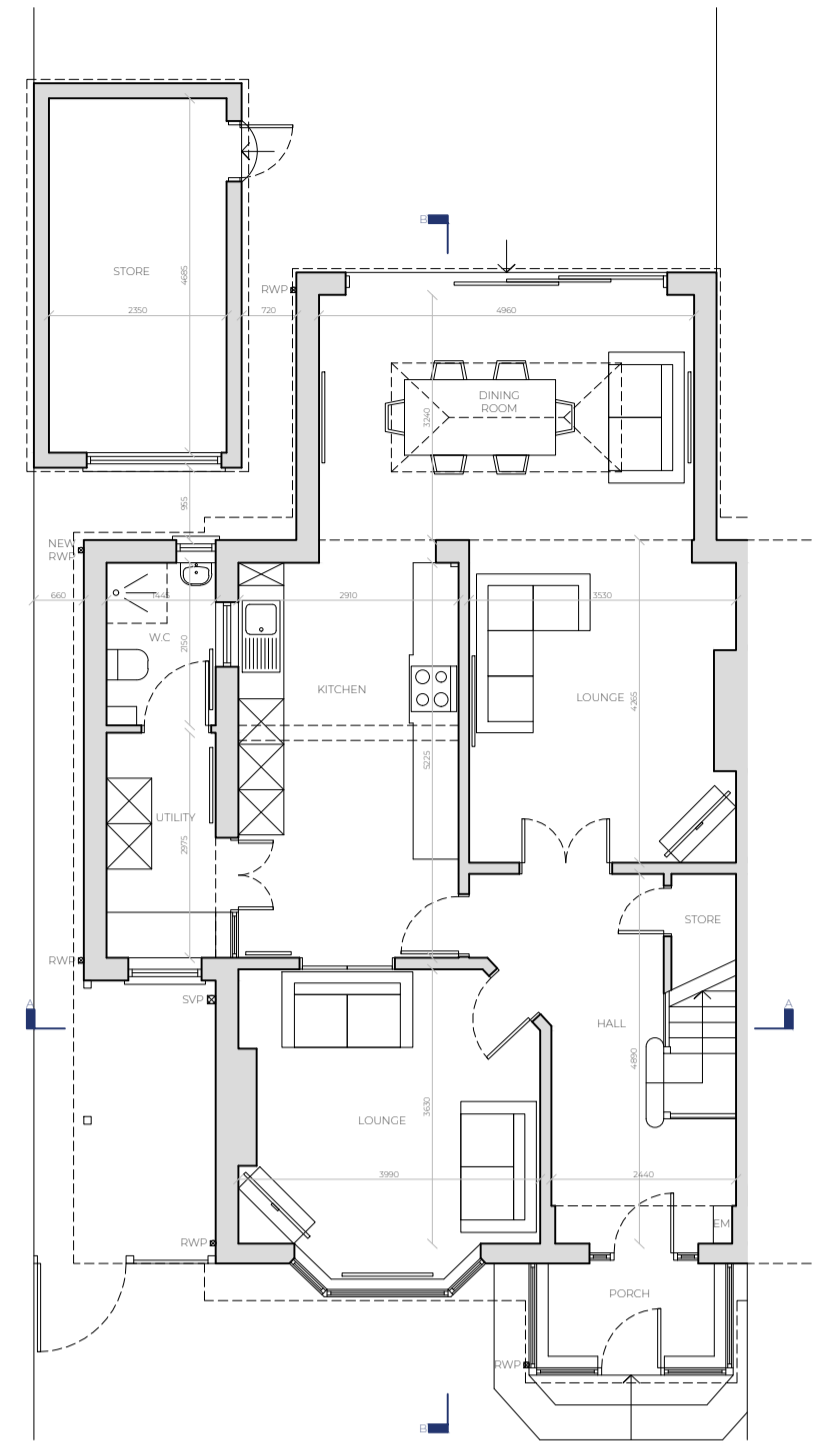 B
STORE
4685
RWP
2350
720
4960
DINING
ROOM
3240
955
NEW
RWP
660
1445
2910
3530
W.C
2150
KITCHEN
LOUNGE
4265
5225
UTILITY
2975
STORE
RWP
SVP
A
A
HALL
4890
LOUNGE
3630
3990
2440
EM
RWP
PORCH
RWP
B